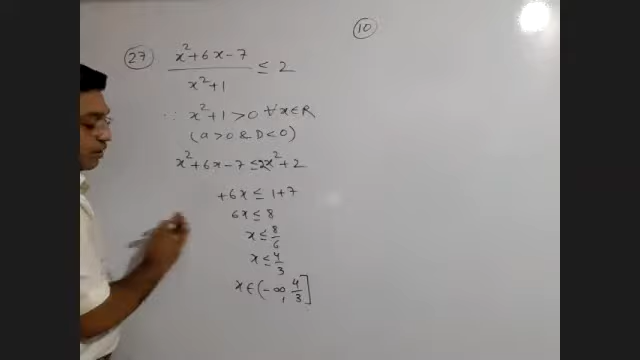 (10)
(27) (x²+6x-7)/(x²+1) ≤ 2
∵ x²+1 > 0 ∀ x ∈ R
(a > 0 & D < 0)
x²+6x-7 ≤ 2x²+2
+6x ≤ 1+7
6x ≤ 8
x ≤ 8/6
x ≤ 4/3
x ∈ (-∞, 4/3]